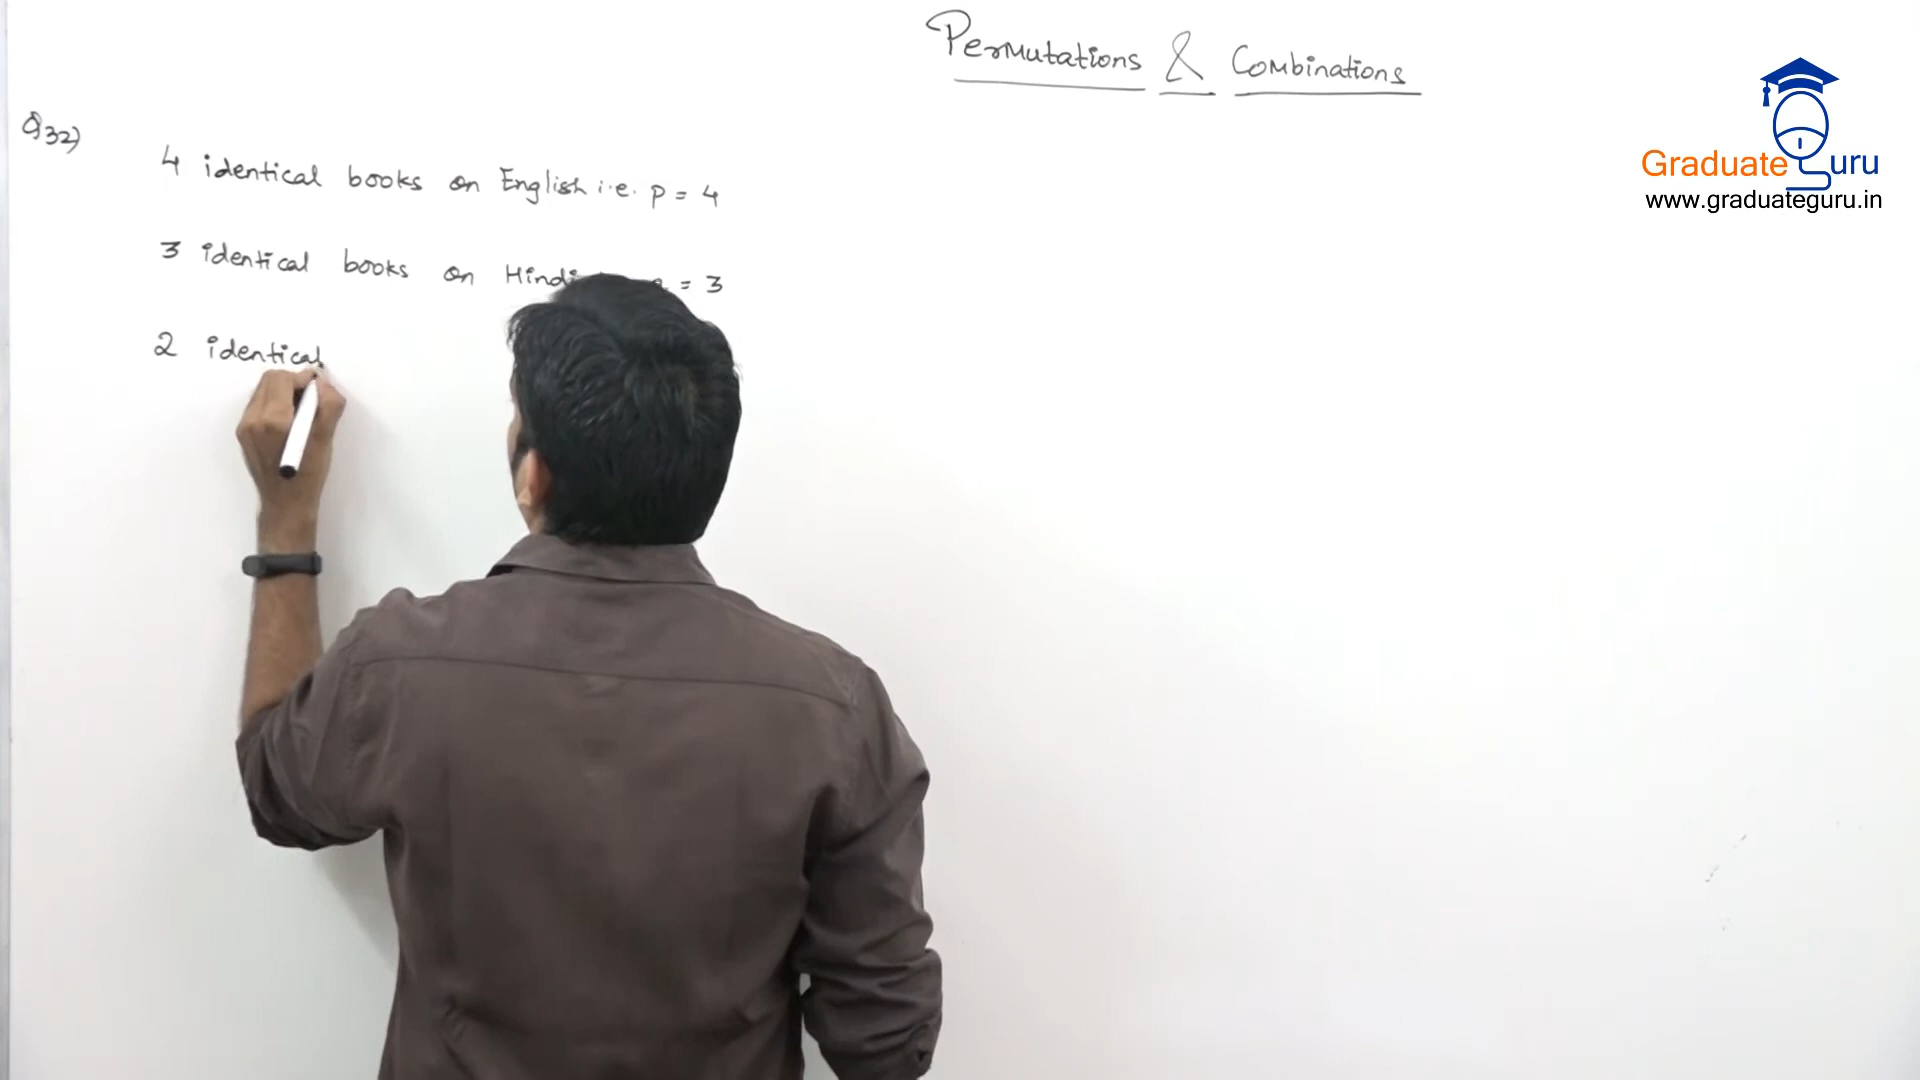 Permutations & Combinations
Q32)
4 identical books on English i.e. p = 4
3 identical books on Hindi = 3
2 identical
Graduate Guru
www.graduateguru.in